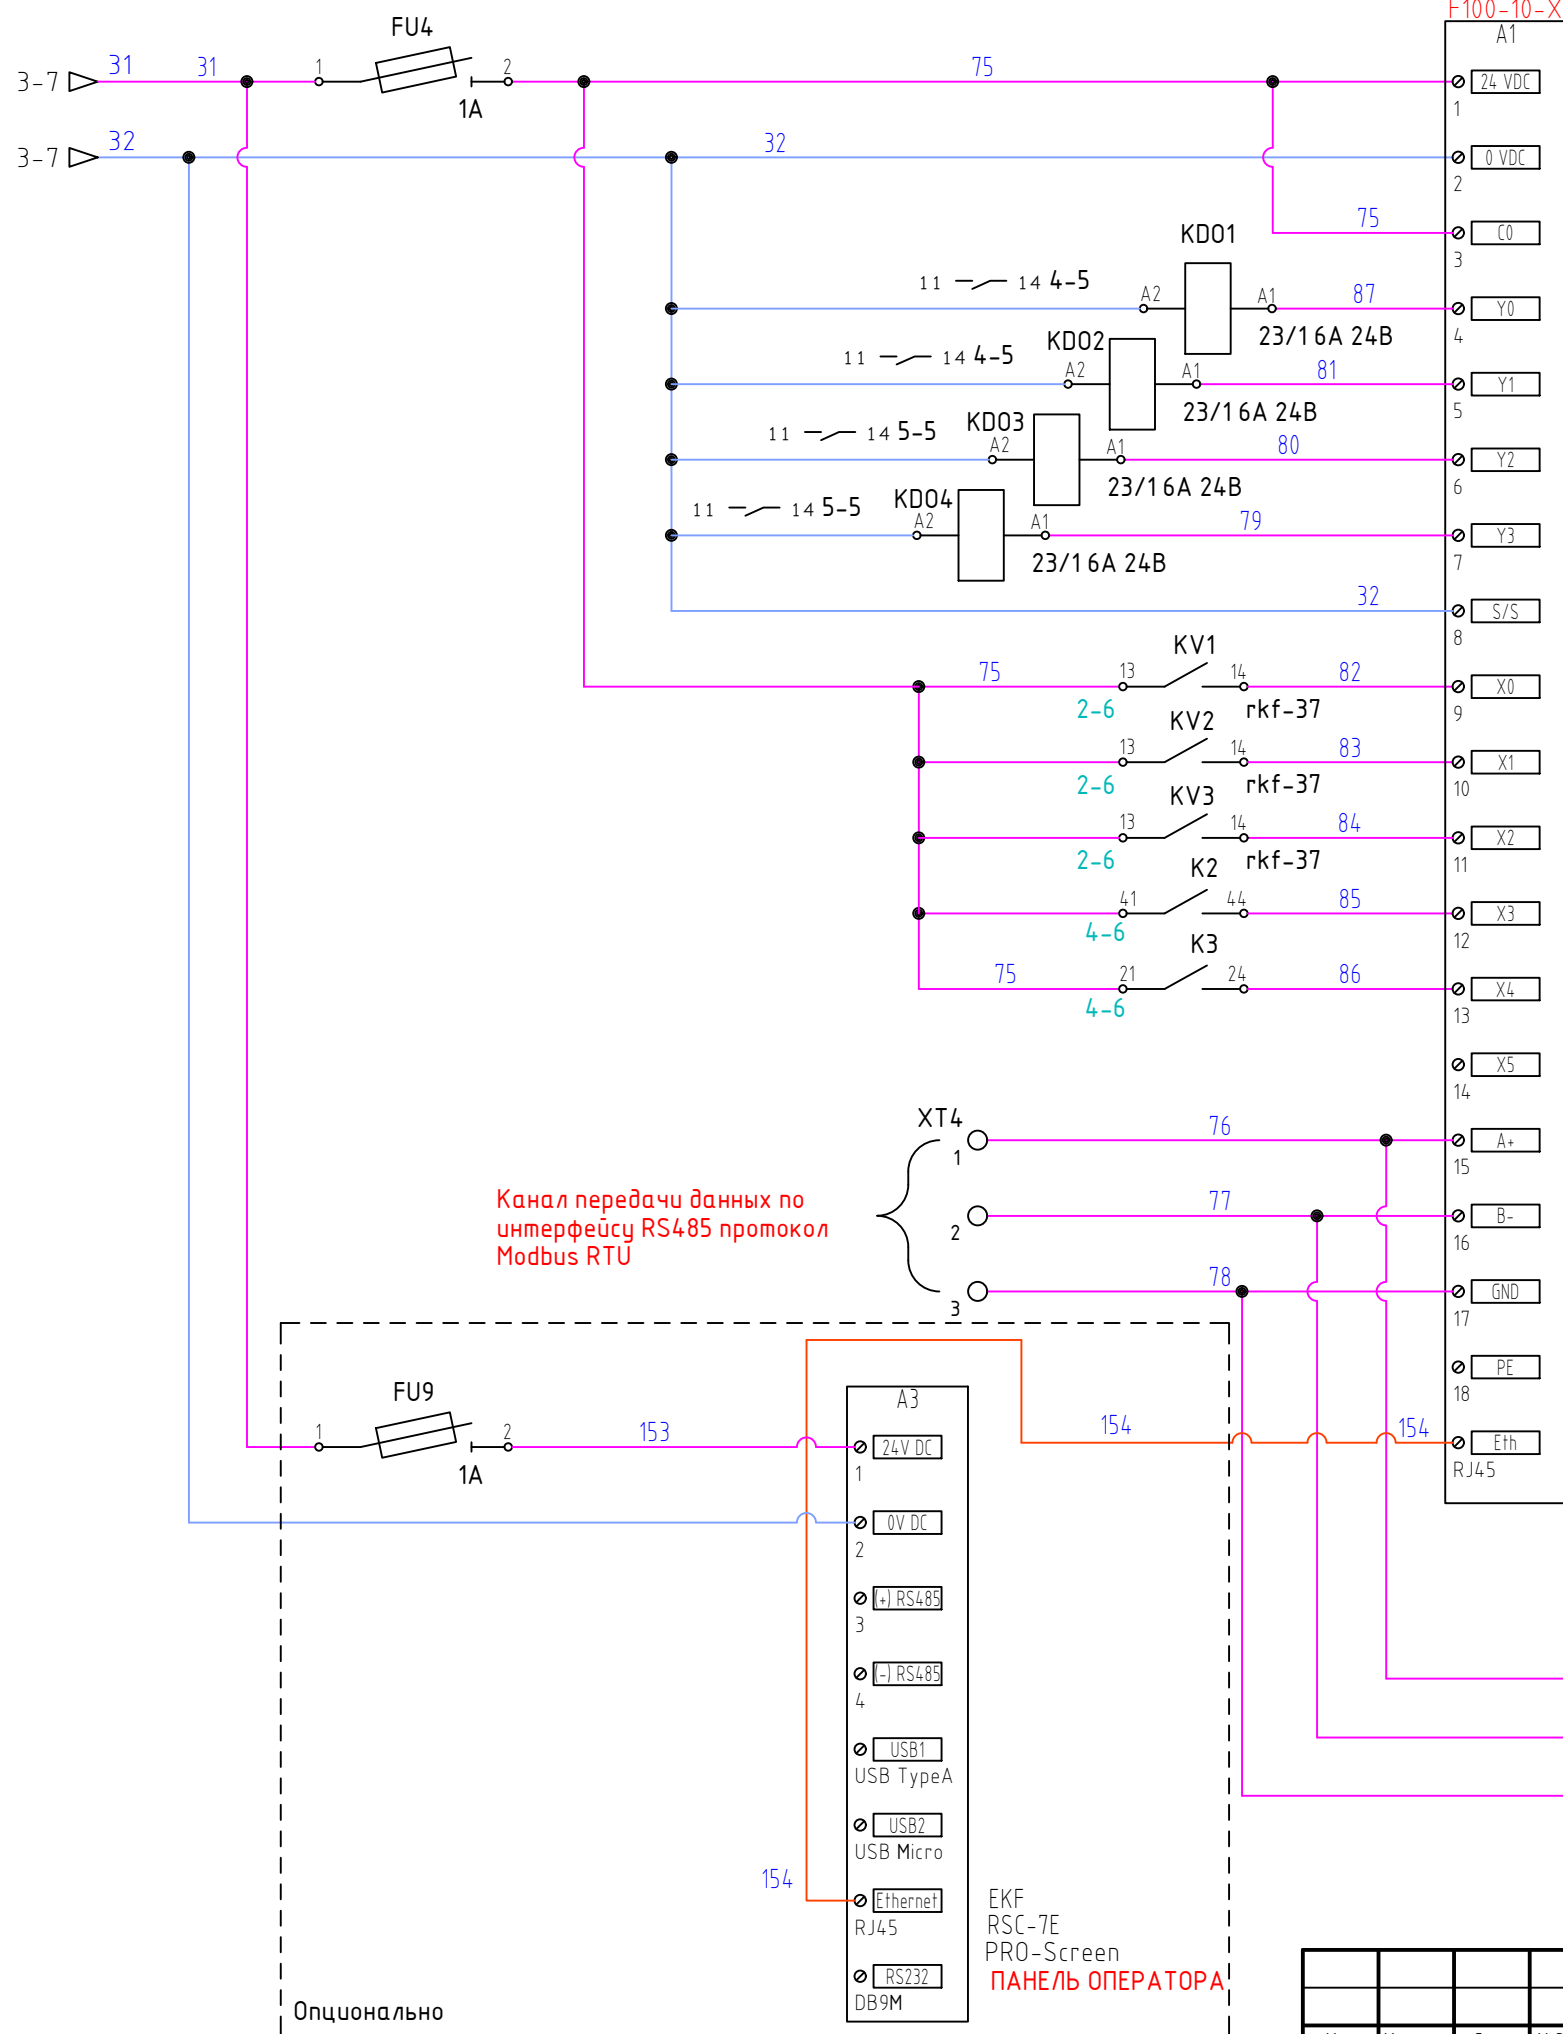 F100-10-X
A1
FU4
3-7
31
31
1
2
75
24 VDC
1A
1
3-7
32
32
0 VDC
2
75
C0
3
KDO1
11
14 4-5
A2
A1
87
Y0
23/16A 24В
4
KDO2
11
14 4-5
A2
A1
81
Y1
23/16A 24В
5
KDO3
11
14 5-5
A2
A1
80
Y2
23/16A 24В
6
KDO4
11
14 5-5
A2
A1
79
Y3
23/16A 24В
7
32
S/S
8
KV1
75
13
14
82
X0
2-6
rkf-37
9
KV2
13
14
83
X1
2-6
rkf-37
10
KV3
13
14
84
X2
2-6
rkf-37
11
K2
41
44
85
X3
4-6
12
K3
75
21
24
86
X4
4-6
13
X5
14
XT4
1
76
A+
15
Канал передачи данных по
интерфейсу RS485 протокол
Modbus RTU
2
77
B-
16
3
78
GND
17
PE
18
FU9
1
2
153
1A
154
154
Eth
RJ45
A3
24V DC
1
0V DC
2
(+) RS485
3
(-) RS485
4
USB1
USB TypeA
USB2
USB Micro
154
Ethernet
RJ45
RS232
DB9M
EKF
RSC-7E
PRO-Screen
ПАНЕЛЬ ОПЕРАТОРА
Опционально